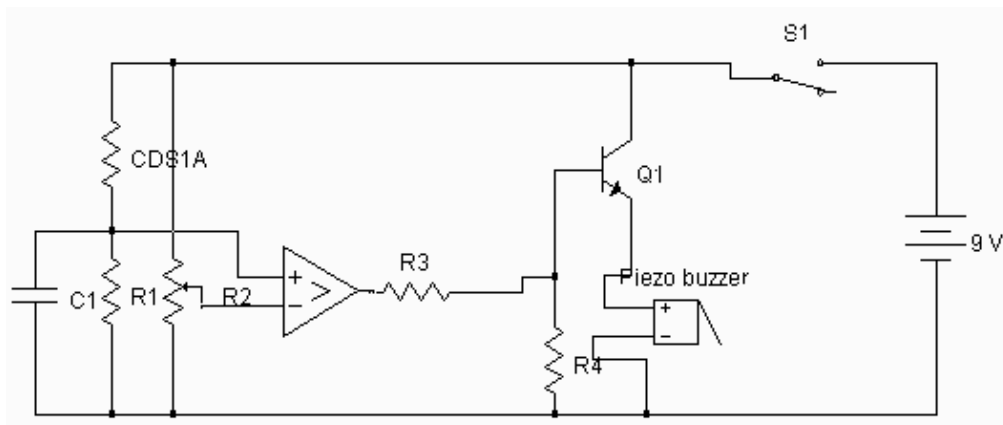 S1
CDS1A
Q1
9 V
R3
Piezo buzzer
+
-
C1
R1
R2
+
>
-
R4